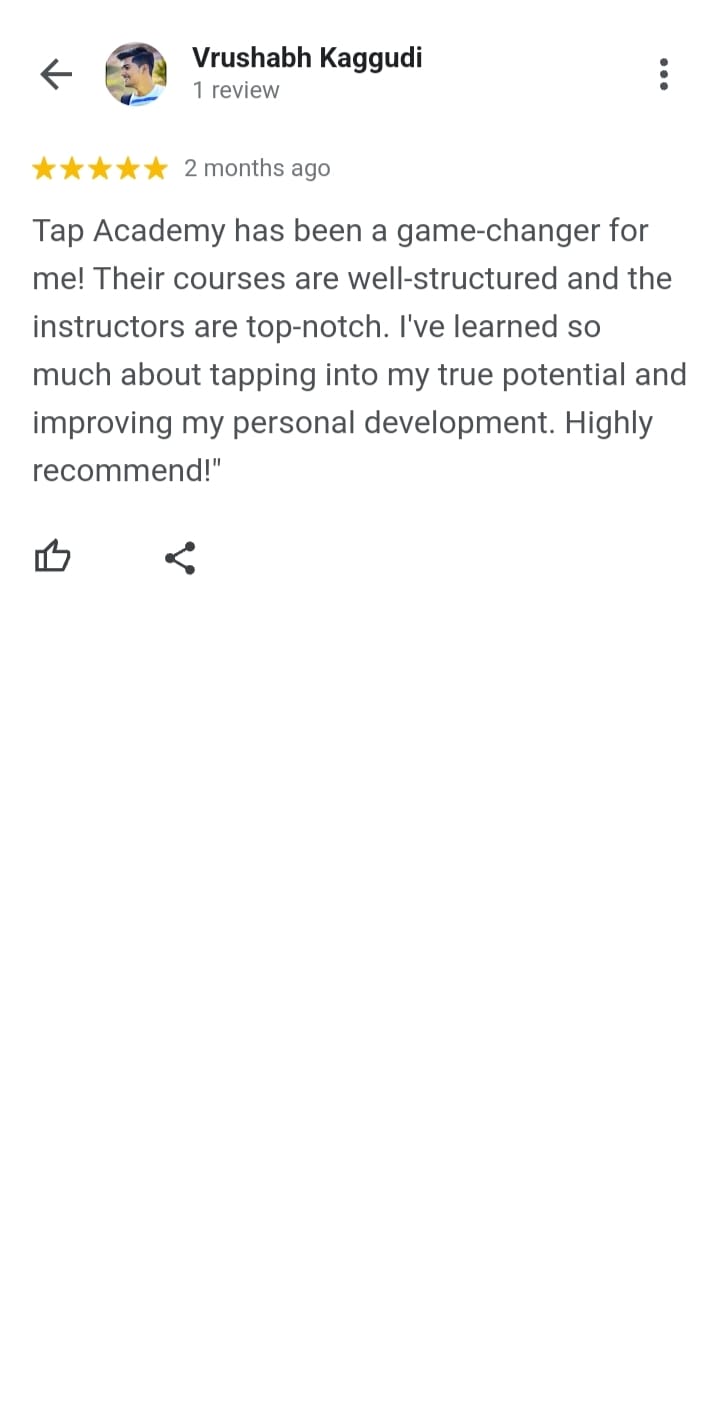 Vrushabh Kaggudi
1 review
2 months ago
Tap Academy has been a game-changer for
me! Their courses are well-structured and the
instructors are top-notch. I've learned so
much about tapping into my true potential and
improving my personal development. Highly
recommend!"